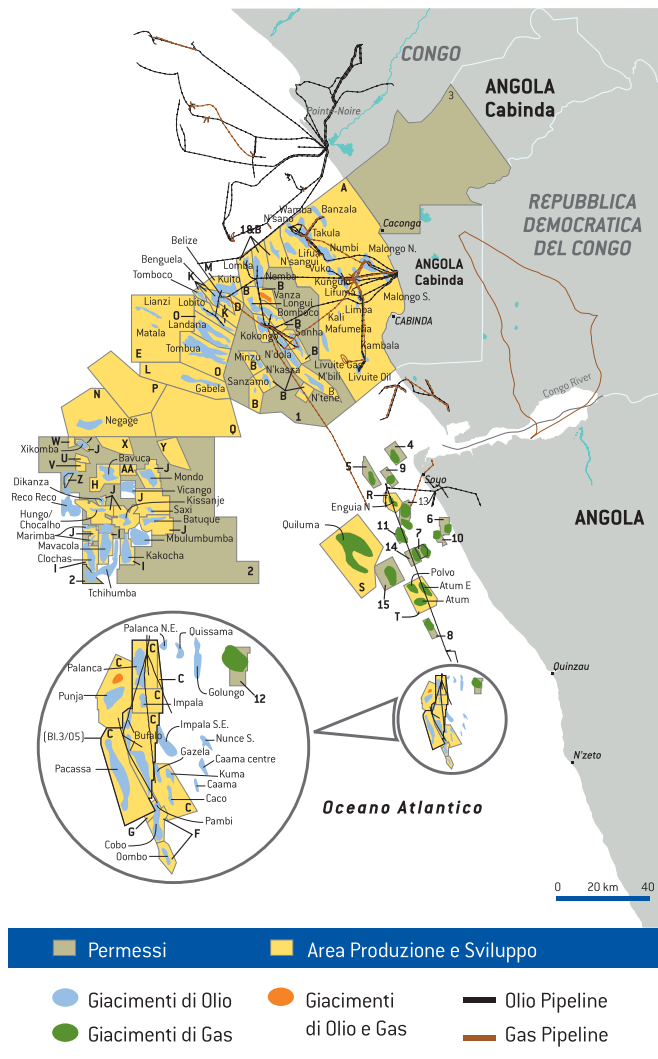 CONGO
ANGOLA
Cabinda
3
Pointe-Noire
REPUBBLICA
DEMOCRATICA
DEL CONGO
A
Wamba
Banzala
N'sano
Takula
Caconga
1&B
Belize
Lifua
Numbi
Malongo N.
Benguela
M
Lomba
N'sangui
Vuko
ANGOLA
Cabinda
Tomboco
K
Kuito
Nemba
B
Kungulo
Lifuma
Malongo S.
Lianzi
Lobito
D
B
Vanza
Longui
Limba
O
K
Bomboco
Kali
CABINDA
Landana
B
Matala
Kokongo
Sanha
Mafumeira
Tombua
Kambala
E
Minzu
N'dola
B
Livuite Gas
L
O
B
N'kassa
M'bili
Livuite Oil
Sanzamo
Gabela
B
B
N'tene
B
N
P
1
Congo River
Negage
Q
W
X
Y
4
Xikomba
J
U
Bavuca
J
5
9
V
AA
Soyo
Dikanza
Z
H
Mondo
Vicango
R
13
Reco Reco
J
J
Kissanje
Enguia N
Hungo/
Chocalho
Saxi
Quiluma
11
6
ANGOLA
Batuque
J
Marimba
J
Mbulumbumba
7
10
Mavacola
14
Clochas
Kakocha
Polvo
I
I
2
Atum E
2
S
15
Atum
Tchihumba
T
8
Palanca N.E.
Quissama
C
C
Palanca
C
Quinzau
Punja
C
Golungo
12
Impala
C
(Bl.3/05)
C
Bufalo
Impala S.E.
Nunce S.
Gazela
Caama centre
Pacassa
Kuma
Caama
N'zeto
Caco
C
Pambi
G
F
Cobo
Oombo
Oceano Atlantico
0 20 km 40
Permessi
Area Produzione e Sviluppo
Giacimenti di Olio
Giacimenti
di Olio e Gas
Olio Pipeline
Giacimenti di Gas
Gas Pipeline